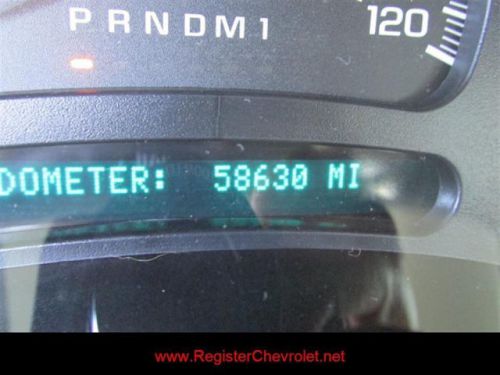 P R N D M 1
120
DOMETER: 58630 MI
www.RegisterChevrolet.net